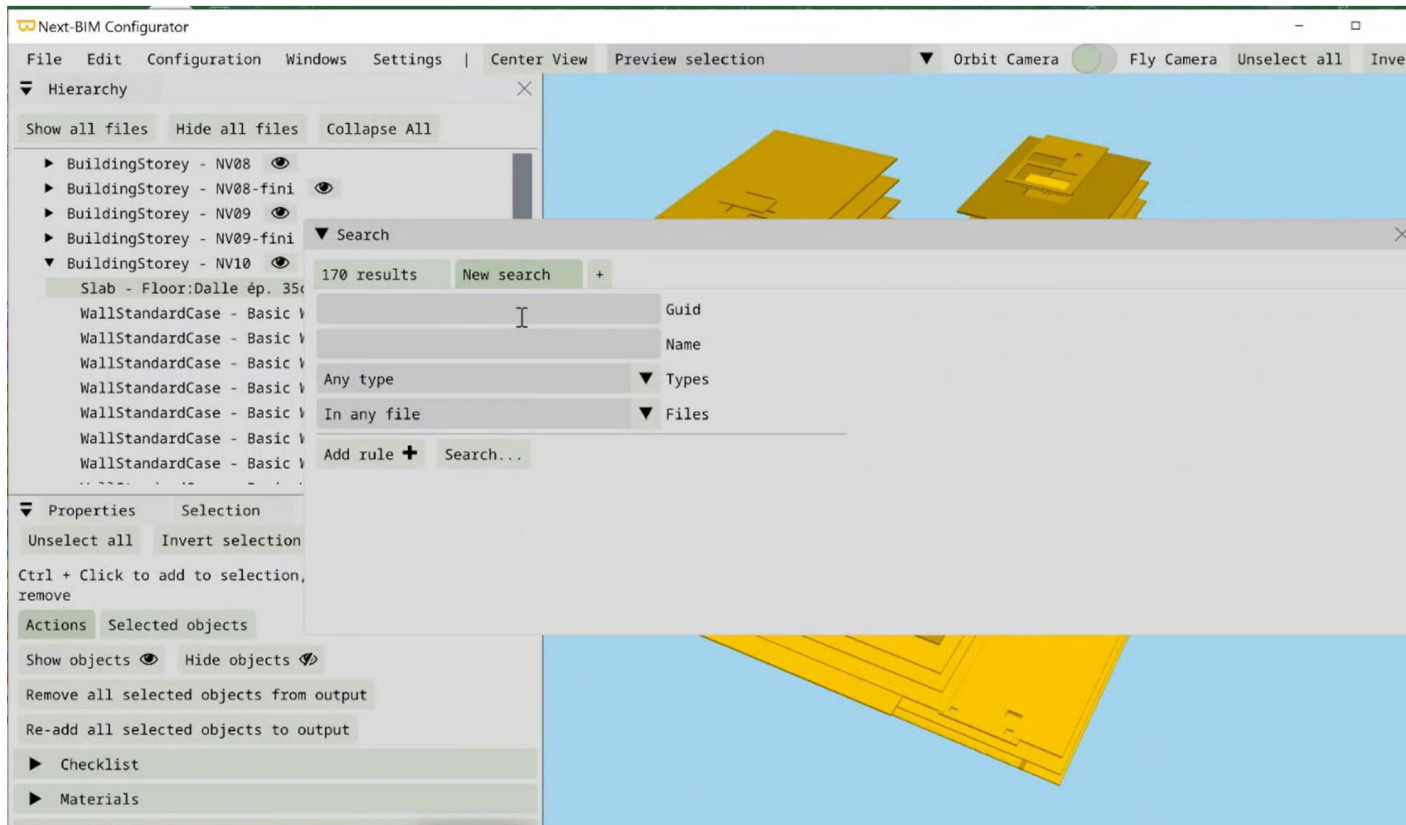 Next-BIM Configurator
File Edit Configuration Windows Settings | Center View Preview selection Orbit Camera Fly Camera Unselect all Inve
Hierarchy
Show all files Hide all files Collapse All
BuildingStorey - NV08
BuildingStorey - NV08-fini
BuildingStorey - NV09
BuildingStorey - NV09-fini
BuildingStorey - NV10
Slab - Floor:Dalle ép. 35c
WallStandardCase - Basic W
WallStandardCase - Basic W
WallStandardCase - Basic W
WallStandardCase - Basic W
WallStandardCase - Basic W
WallStandardCase - Basic W
WallStandardCase - Basic W
Search
170 results New search +
Guid
Name
Any type Types
In any file Files
Add rule + Search...
Properties Selection
Unselect all Invert selection
Ctrl + Click to add to selection,
remove
Actions Selected objects
Show objects Hide objects
Remove all selected objects from output
Re-add all selected objects to output
Checklist
Materials